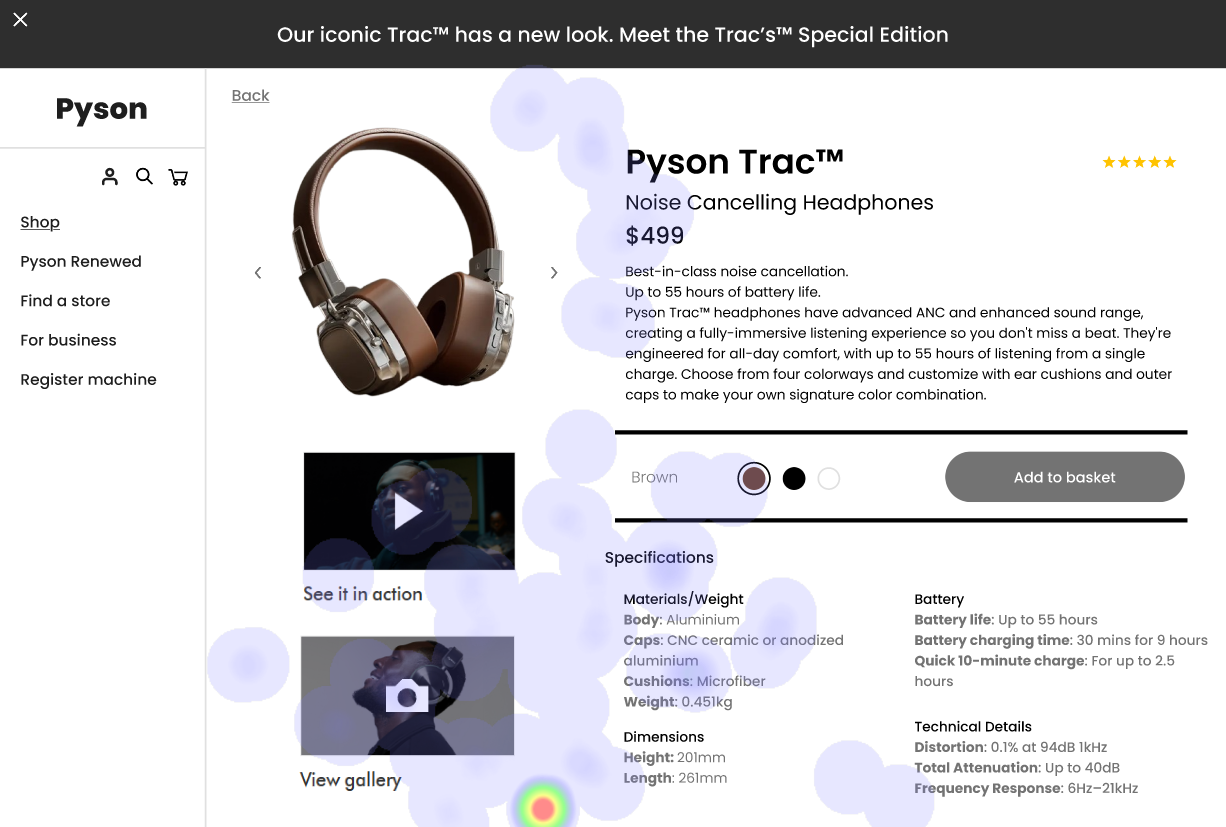 Our iconic Trac™ has a new look. Meet the Trac’s™ Special Edition
Pyson
Shop
Pyson Renewed
Find a store
For business
Register machine
Back
Pyson Trac™
Noise Cancelling Headphones
$499
Best-in-class noise cancellation.
Up to 55 hours of battery life.
Pyson Trac™ headphones have advanced ANC and enhanced sound range,
creating a fully-immersive listening experience so you don't miss a beat. They're
engineered for all-day comfort, with up to 55 hours of listening from a single
charge. Choose from four colorways and customize with ear cushions and outer
caps to make your own signature color combination.
Brown
Add to basket
See it in action
View gallery
Specifications
Materials/Weight
Body: Aluminium
Caps: CNC ceramic or anodized
aluminium
Cushions: Microfiber
Weight: 0.451kg
Dimensions
Height: 201mm
Length: 261mm
Battery
Battery life: Up to 55 hours
Battery charging time: 30 mins for 9 hours
Quick 10-minute charge: For up to 2.5
hours
Technical Details
Distortion: 0.1% at 94dB 1kHz
Total Attenuation: Up to 40dB
Frequency Response: 6Hz–21kHz